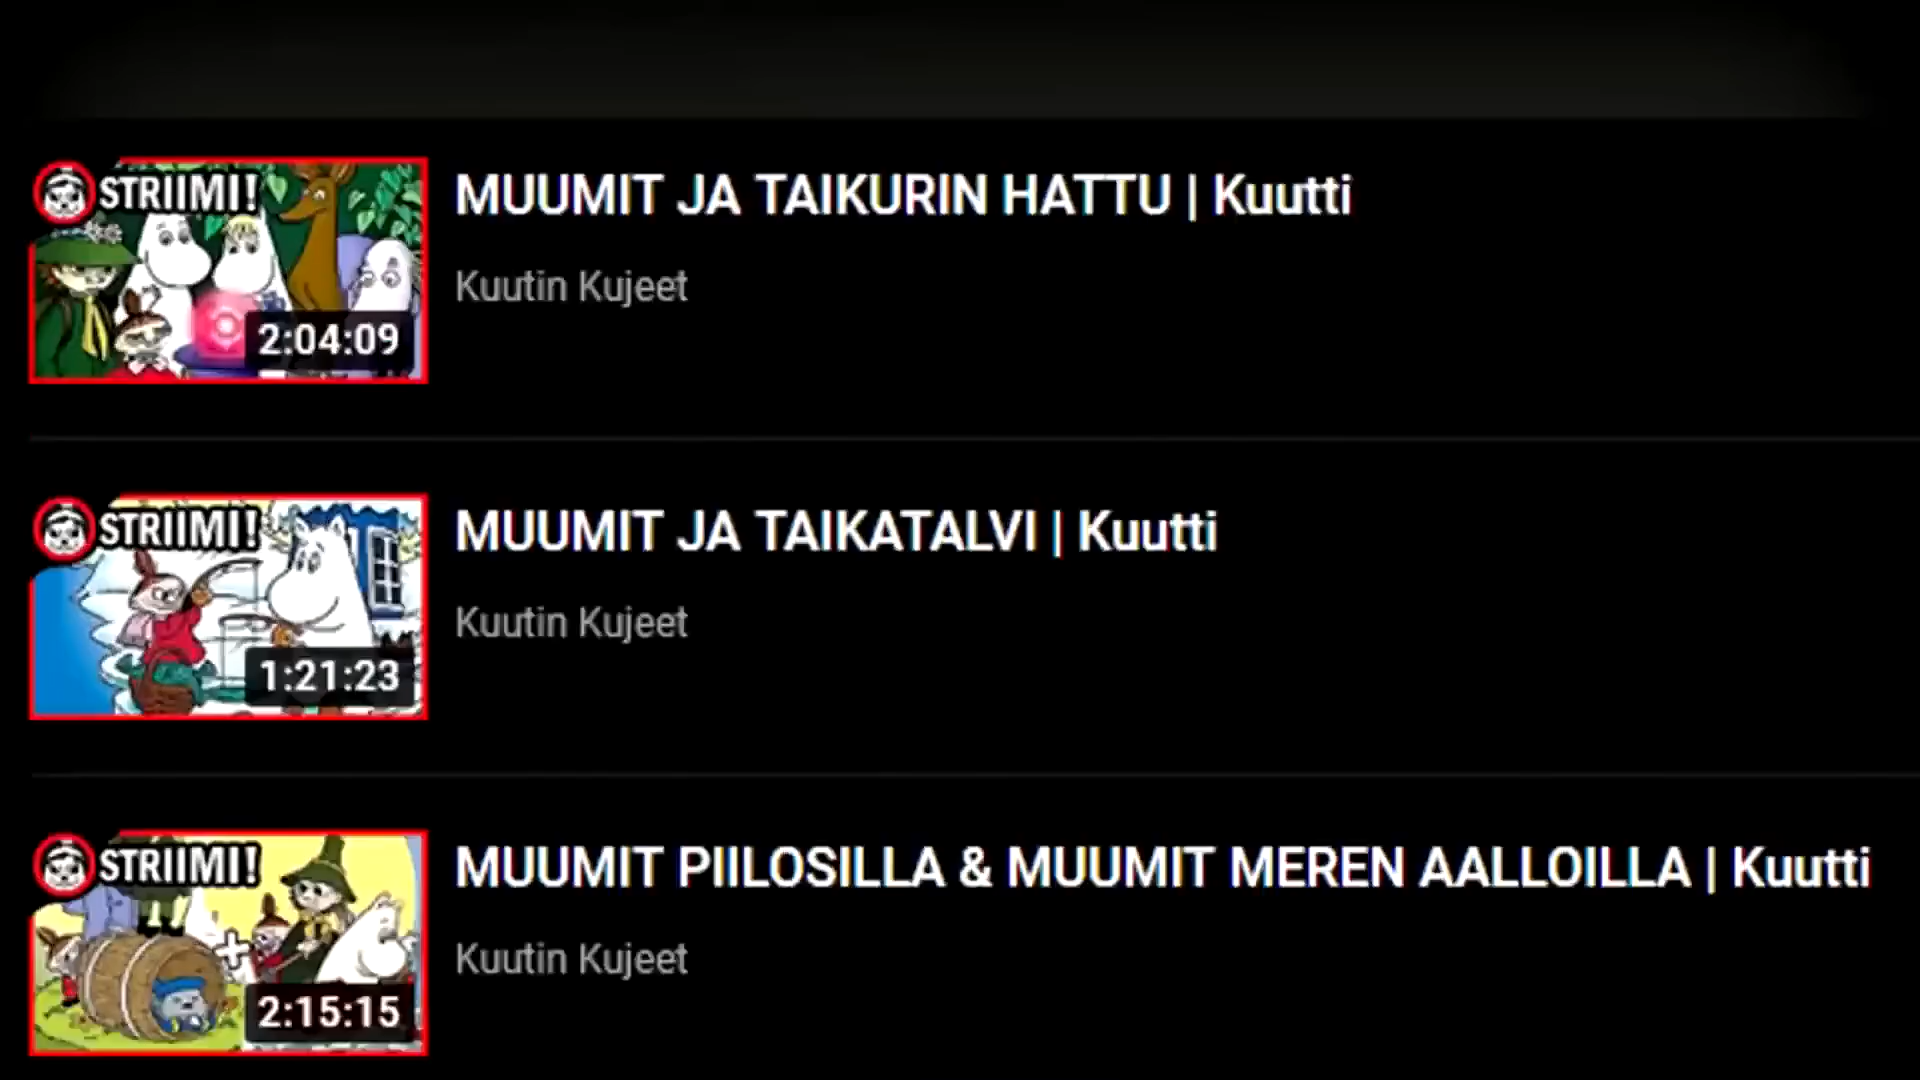 STRIIMI!
2:04:09
MUUMIT JA TAIKURIN HATTU | Kuutti
Kuutin Kujeet
STRIIMI!
1:21:23
MUUMIT JA TAIKATALVI | Kuutti
Kuutin Kujeet
STRIIMI!
2:15:15
MUUMIT PIILOSILLA & MUUMIT MEREN AALLOILLA | Kuutti
Kuutin Kujeet